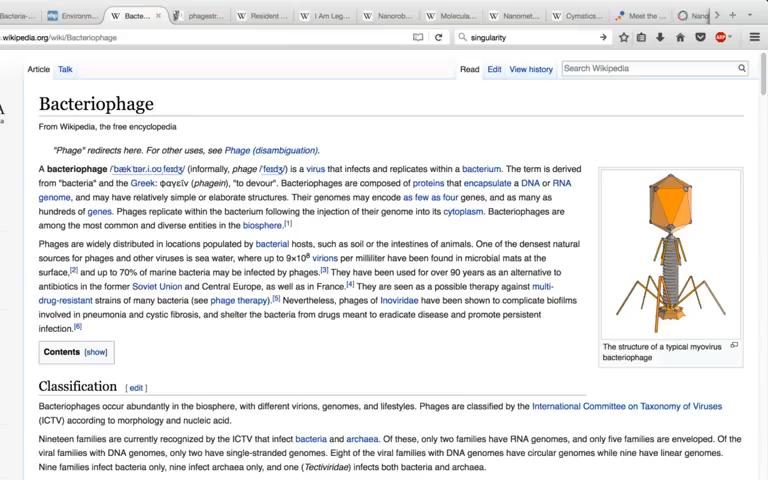 Bacteria-
Environm...
Bacte...
phagestr...
Resident ...
I Am Leg...
Nanorob...
Molecula...
Nanomet...
Cymatics...
Meet the ...
Nano
.wikipedia.org/wiki/Bacteriophage
singularity
ABP
Article Talk Read Edit View history Search Wikipedia
Bacteriophage
From Wikipedia, the free encyclopedia
"Phage" redirects here. For other uses, see Phage (disambiguation).
A bacteriophage /ˈbækˈtɪər.i.oʊˌfeɪdʒ/ (informally, phage /ˈfeɪdʒ/) is a virus that infects and replicates within a bacterium. The term is derived
from "bacteria" and the Greek: φαγεῖν (phagein), "to devour". Bacteriophages are composed of proteins that encapsulate a DNA or RNA
genome, and may have relatively simple or elaborate structures. Their genomes may encode as few as four genes, and as many as
hundreds of genes. Phages replicate within the bacterium following the injection of their genome into its cytoplasm. Bacteriophages are
among the most common and diverse entities in the biosphere.[1]
Phages are widely distributed in locations populated by bacterial hosts, such as soil or the intestines of animals. One of the densest natural
sources for phages and other viruses is sea water, where up to 9×10⁸ virions per milliliter have been found in microbial mats at the
surface,[2] and up to 70% of marine bacteria may be infected by phages.[3] They have been used for over 90 years as an alternative to
antibiotics in the former Soviet Union and Central Europe, as well as in France.[4] They are seen as a possible therapy against multi-
drug-resistant strains of many bacteria (see phage therapy).[5] Nevertheless, phages of Inoviridae have been shown to complicate biofilms
involved in pneumonia and cystic fibrosis, and shelter the bacteria from drugs meant to eradicate disease and promote persistent
infection.[6]
The structure of a typical myovirus
bacteriophage
Contents [show]
Classification [ edit ]
Bacteriophages occur abundantly in the biosphere, with different virions, genomes, and lifestyles. Phages are classified by the International Committee on Taxonomy of Viruses
(ICTV) according to morphology and nucleic acid.
Nineteen families are currently recognized by the ICTV that infect bacteria and archaea. Of these, only two families have RNA genomes, and only five families are enveloped. Of the
viral families with DNA genomes, only two have single-stranded genomes. Eight of the viral families with DNA genomes have circular genomes while nine have linear genomes.
Nine families infect bacteria only, nine infect archaea only, and one (Tectiviridae) infects both bacteria and archaea.